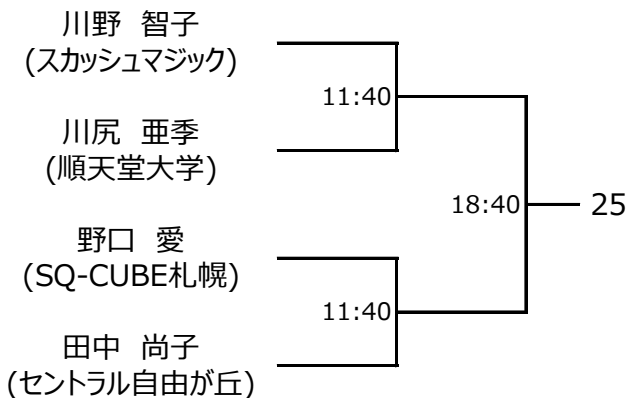 川野 智子
(スカッシュマジック)
11:40
川尻 亜季
(順天堂大学)
18:40
25
野口 愛
(SQ-CUBE札幌)
11:40
田中 尚子
(セントラル自由が丘)